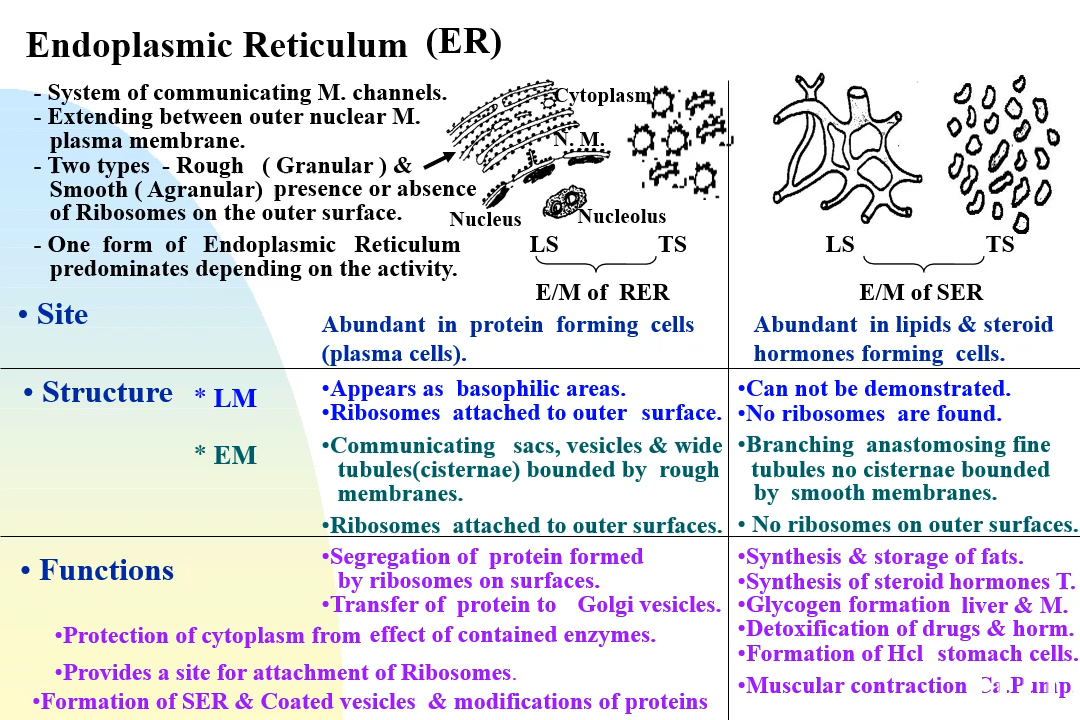 Endoplasmic Reticulum (ER)
- System of communicating M. channels.
- Extending between outer nuclear M.
plasma membrane.
- Two types - Rough ( Granular ) &
Smooth ( Agranular) presence or absence
of Ribosomes on the outer surface.
- One form of Endoplasmic Reticulum
predominates depending on the activity.
Cytoplasm
N. M.
Nucleus
Nucleolus
LS TS
E/M of RER
LS TS
E/M of SER
• Site
Abundant in protein forming cells
(plasma cells).
Abundant in lipids & steroid
hormones forming cells.
• Structure * LM
•Appears as basophilic areas.
•Ribosomes attached to outer surface.
•Can not be demonstrated.
•No ribosomes are found.
* EM
•Communicating sacs, vesicles & wide
tubules(cisternae) bounded by rough
membranes.
•Ribosomes attached to outer surfaces.
•Branching anastomosing fine
tubules no cisternae bounded
by smooth membranes.
• No ribosomes on outer surfaces.
• Functions
•Segregation of protein formed
by ribosomes on surfaces.
•Transfer of protein to Golgi vesicles.
•Protection of cytoplasm from effect of contained enzymes.
•Provides a site for attachment of Ribosomes.
•Formation of SER & Coated vesicles & modifications of proteins
•Synthesis & storage of fats.
•Synthesis of steroid hormones T.
•Glycogen formation liver & M.
•Detoxification of drugs & horm.
•Formation of Hcl stomach cells.
•Muscular contraction Ca.Pump